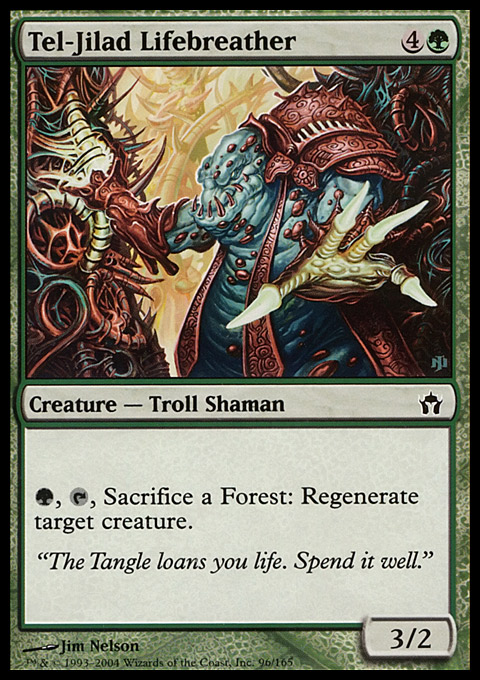 Tel-Jilad Lifebreather 4
Creature — Troll Shaman
, , Sacrifice a Forest: Regenerate
target creature.
“The Tangle loans you life. Spend it well.”
Jim Nelson
™ & © 1993–2004 Wizards of the Coast, Inc. 96/165
3/2